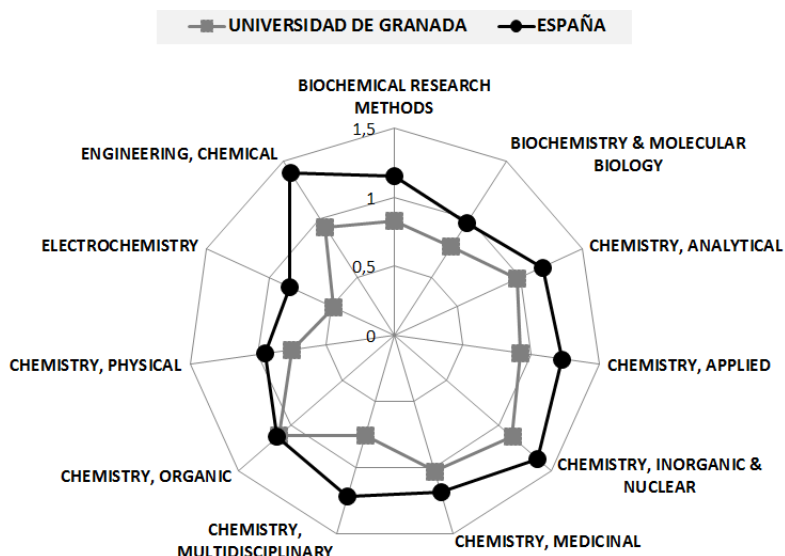 UNIVERSIDAD DE GRANADA
ESPAÑA
BIOCHEMICAL RESEARCH
METHODS
1,5
BIOCHEMISTRY & MOLECULAR
BIOLOGY
ENGINEERING, CHEMICAL
1
ELECTROCHEMISTRY
CHEMISTRY, ANALYTICAL
0,5
0
CHEMISTRY, PHYSICAL
CHEMISTRY, APPLIED
CHEMISTRY, ORGANIC
CHEMISTRY, INORGANIC &
NUCLEAR
CHEMISTRY,
MULTIDISCIPLINARY
CHEMISTRY, MEDICINAL